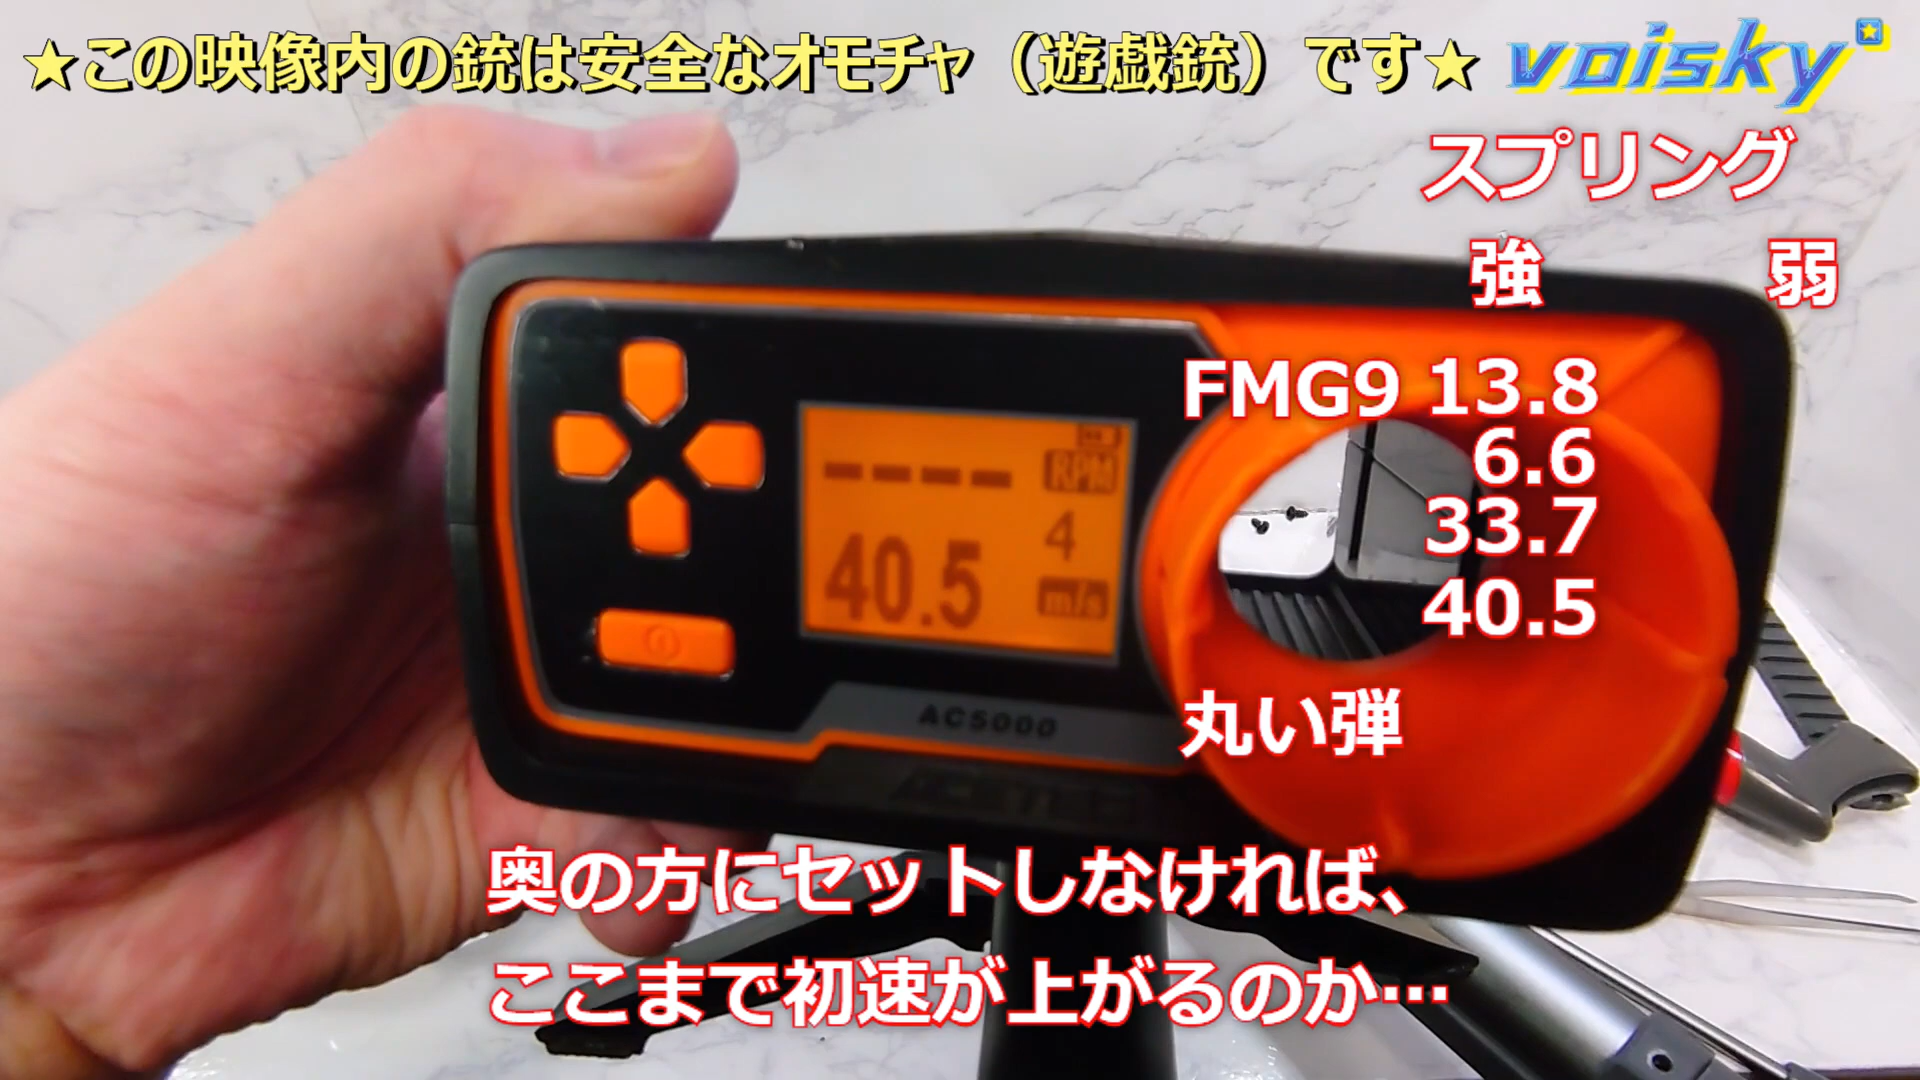 ★この映像内の銃は安全なオモチャ（遊戯銃）です★
voisky
スプリング
強 弱
FMG9 13.8
6.6
33.7
40.5
丸い弾
---- RPM
4
40.5 m/s
AC5000
奥の方にセットしなければ、
ここまで初速が上がるのか…